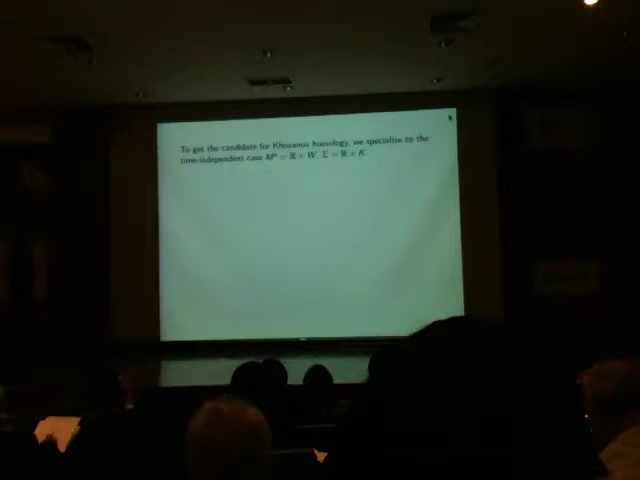 To get the candidate for Khovanov homology, we specialize to the
time-independent case M⁴ = ℝ × W, Σ = ℝ × K.